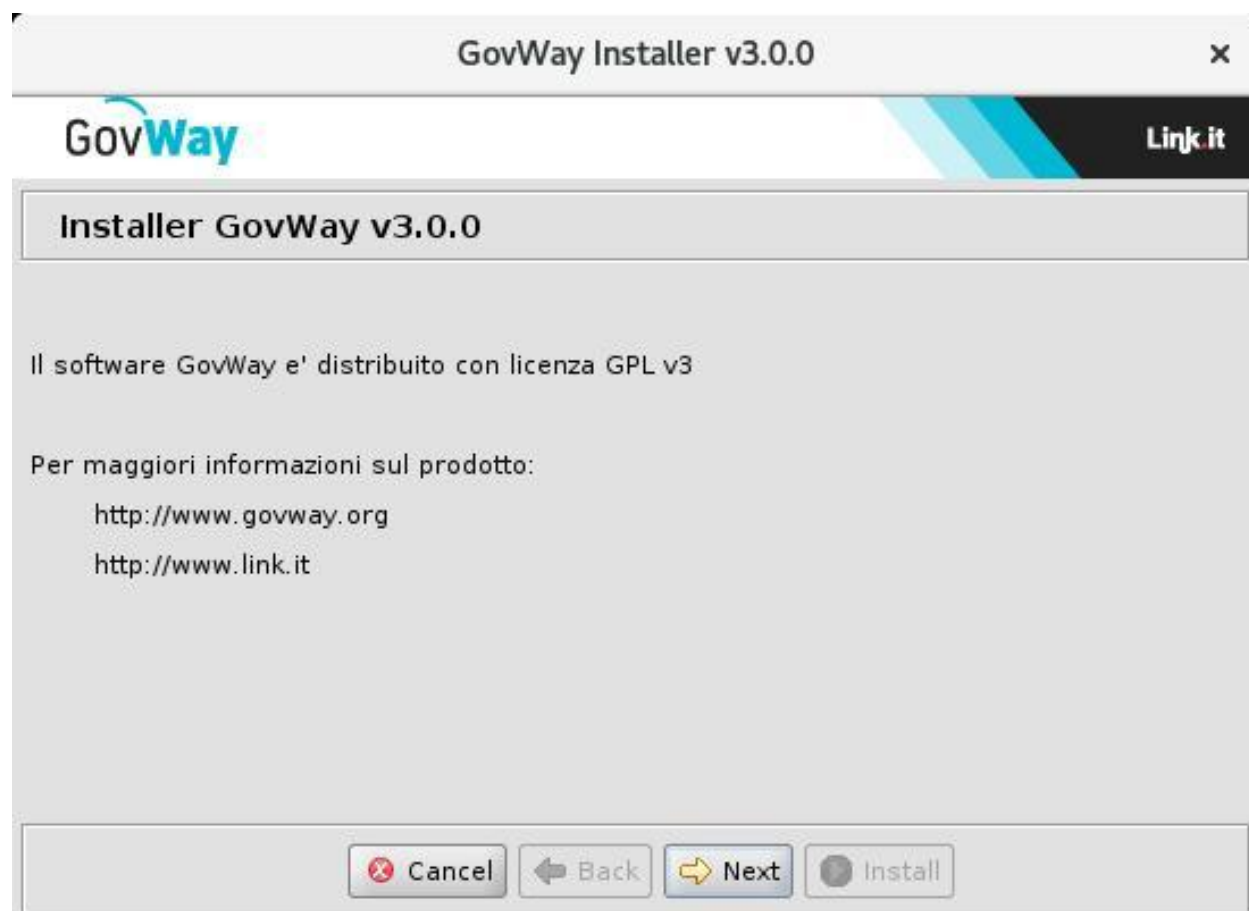 GovWay Installer v3.0.0
GovWay
Link.it
Installer GovWay v3.0.0
Il software GovWay e' distribuito con licenza GPL v3
Per maggiori informazioni sul prodotto:
http://www.govway.org
http://www.link.it
Cancel Back Next Install